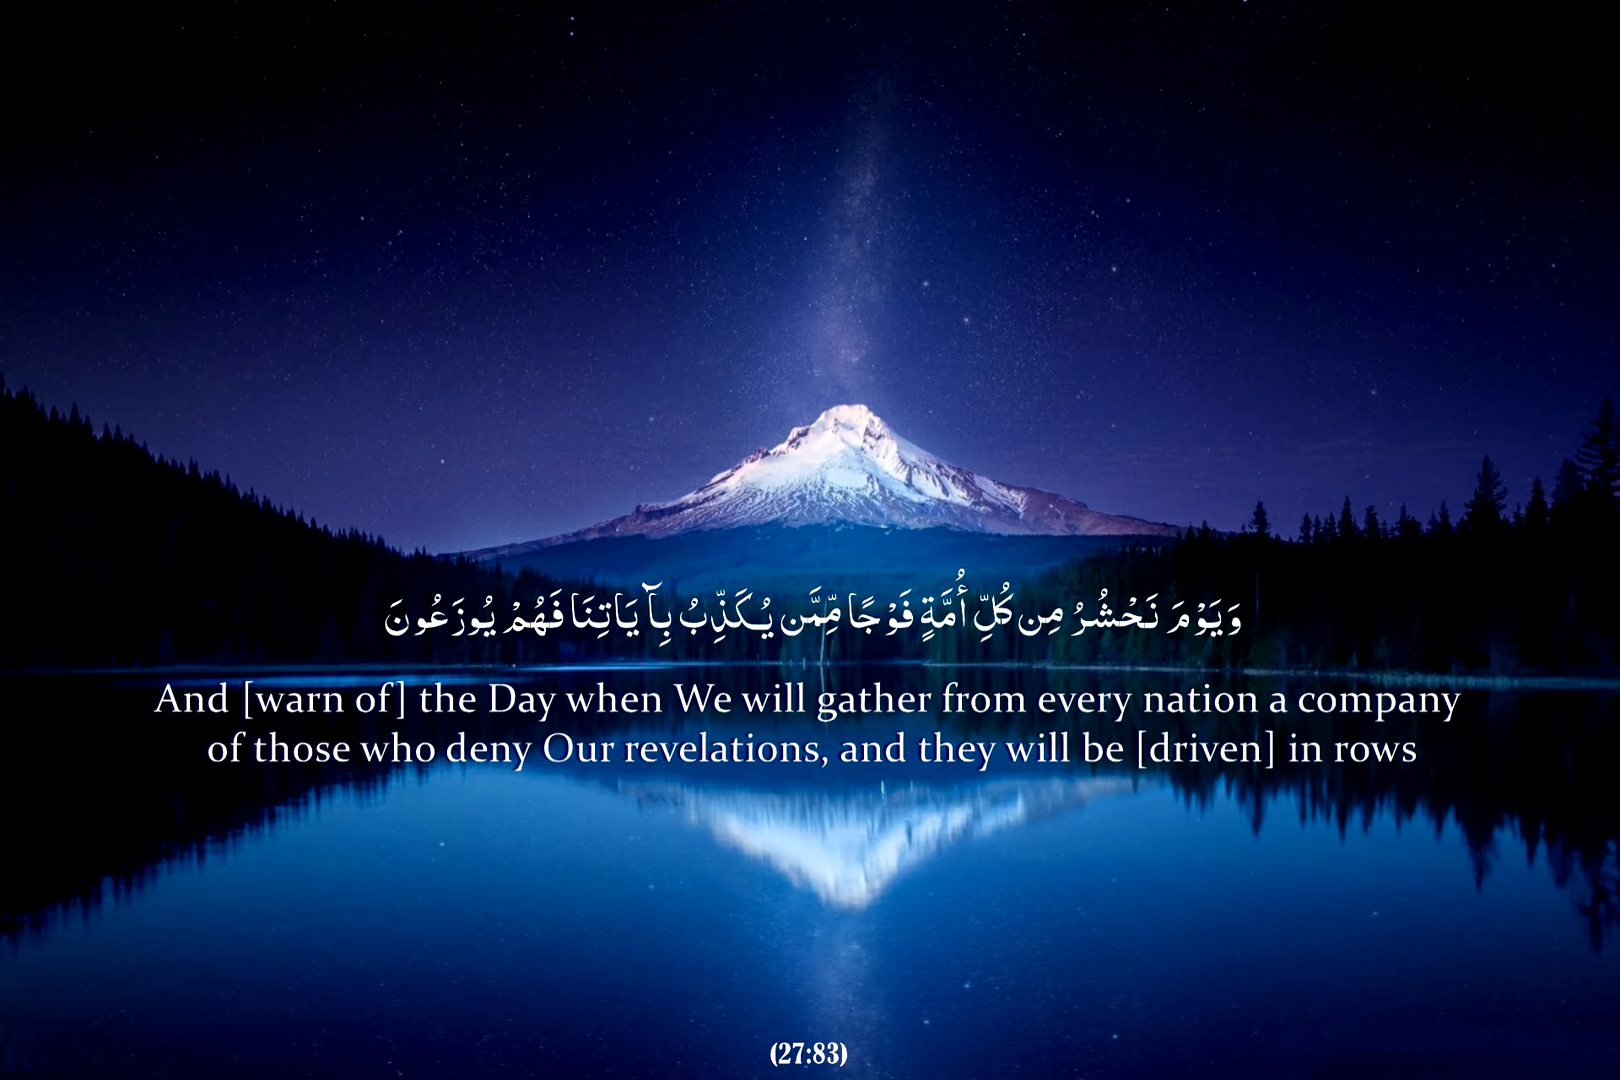 وَيَوْمَ نَحْشُرُ مِن كُلِّ أُمَّةٍ فَوْجًا مِّمَّن يُكَذِّبُ بِآيَاتِنَا فَهُمْ يُوزَعُونَ
And [warn of] the Day when We will gather from every nation a company
of those who deny Our revelations, and they will be [driven] in rows
(27:83)